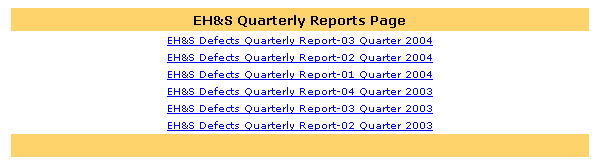 EH&S Quarterly Reports Page
EH&S Defects Quarterly Report-03 Quarter 2004
EH&S Defects Quarterly Report-02 Quarter 2004
EH&S Defects Quarterly Report-01 Quarter 2004
EH&S Defects Quarterly Report-04 Quarter 2003
EH&S Defects Quarterly Report-03 Quarter 2003
EH&S Defects Quarterly Report-02 Quarter 2003